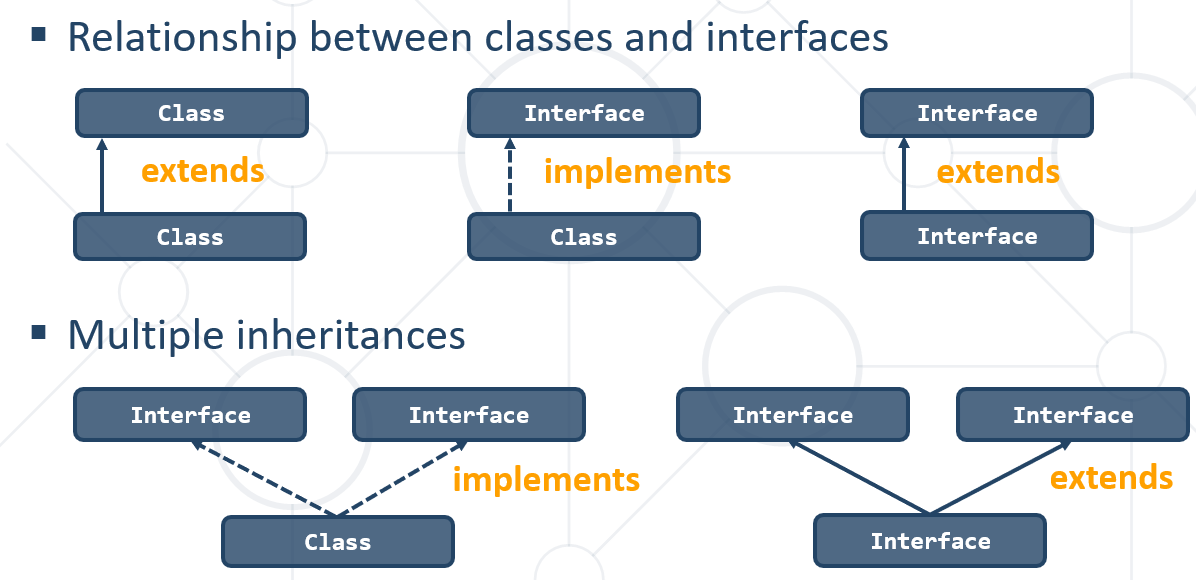 ▪ Relationship between classes and interfaces
Class Interface Interface
extends implements extends
Class Class Interface
▪ Multiple inheritances
Interface Interface Interface Interface
implements extends
Class Interface